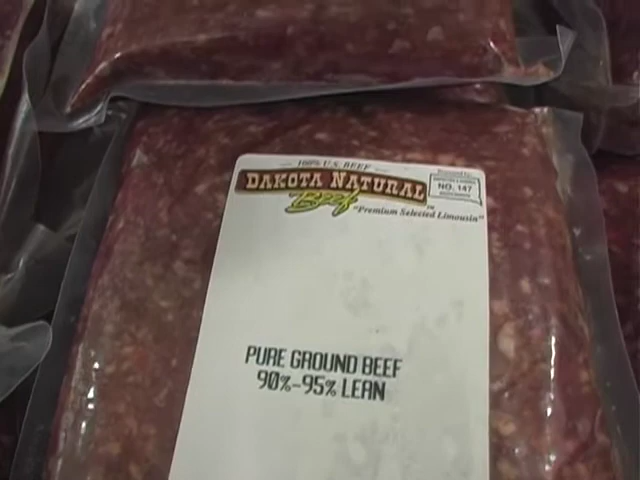 100% U.S. BEEF
DAKOTA NATURAL
Beef
"Premium Selected Limousin"
NO. 147
PURE GROUND BEEF
90%-95% LEAN